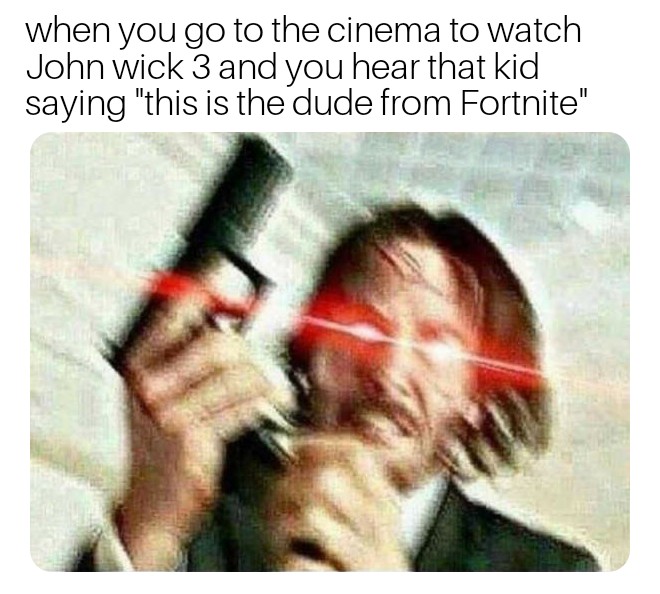 when you go to the cinema to watch
John wick 3 and you hear that kid
saying "this is the dude from Fortnite"